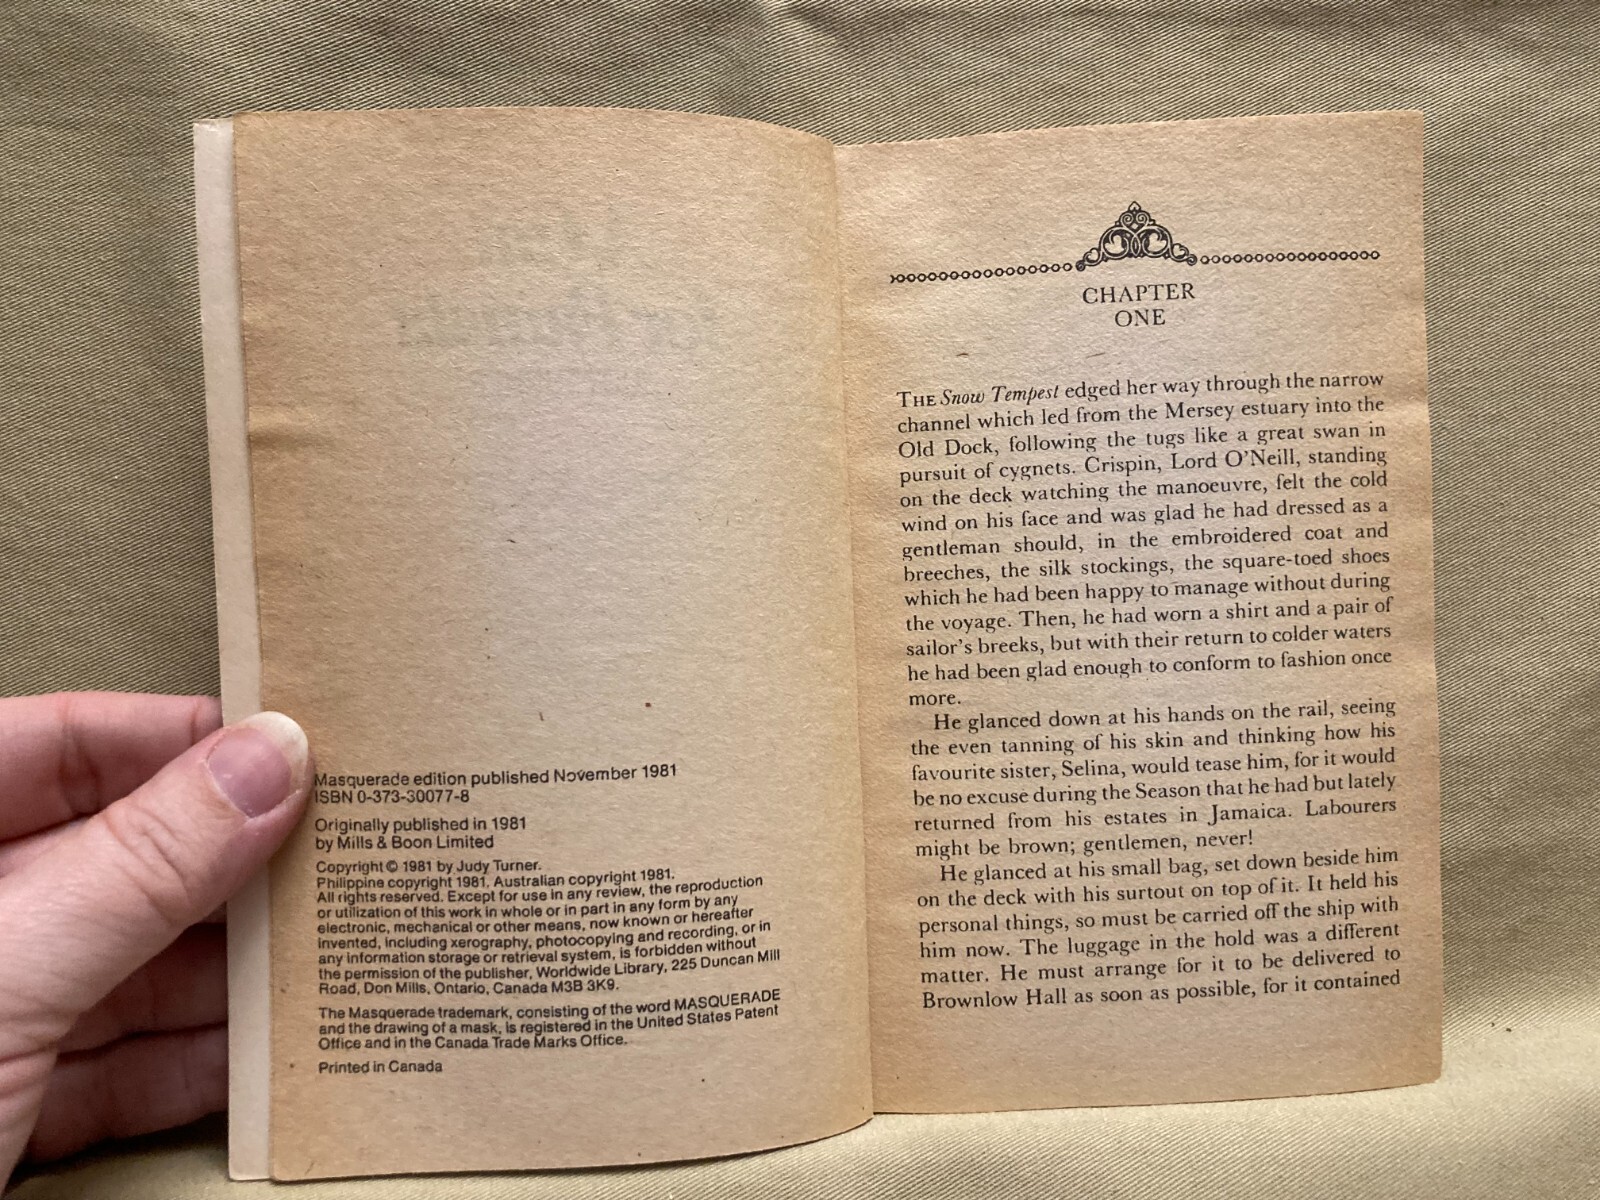 Masquerade edition published November 1981
ISBN 0-373-30077-8
Originally published in 1981
by Mills & Boon Limited
Copyright © 1981 by Judy Turner.
Philippine copyright 1981. Australian copyright 1981.
All rights reserved. Except for use in any review, the reproduction
or utilization of this work in whole or in part in any form by any
electronic, mechanical or other means, now known or hereafter
invented, including xerography, photocopying and recording, or in
any information storage or retrieval system, is forbidden without
the permission of the publisher, Worldwide Library, 225 Duncan Mill
Road, Don Mills, Ontario, Canada M3B 3K9.
The Masquerade trademark, consisting of the word MASQUERADE
and the drawing of a mask, is registered in the United States Patent
Office and in the Canada Trade Marks Office.
Printed in Canada
CHAPTER
ONE
THE Snow Tempest edged her way through the narrow
channel which led from the Mersey estuary into the
Old Dock, following the tugs like a great swan in
pursuit of cygnets. Crispin, Lord O'Neill, standing
on the deck watching the manoeuvre, felt the cold
wind on his face and was glad he had dressed as a
gentleman should, in the embroidered coat and
breeches, the silk stockings, the square-toed shoes
which he had been happy to manage without during
the voyage. Then, he had worn a shirt and a pair of
sailor's breeks, but with their return to colder waters
he had been glad enough to conform to fashion once
more.
He glanced down at his hands on the rail, seeing
the even tanning of his skin and thinking how his
favourite sister, Selina, would tease him, for it would
be no excuse during the Season that he had but lately
returned from his estates in Jamaica. Labourers
might be brown; gentlemen, never!
He glanced at his small bag, set down beside him
on the deck with his surtout on top of it. It held his
personal things, so must be carried off the ship with
him now. The luggage in the hold was a different
matter. He must arrange for it to be delivered to
Brownlow Hall as soon as possible, for it contained